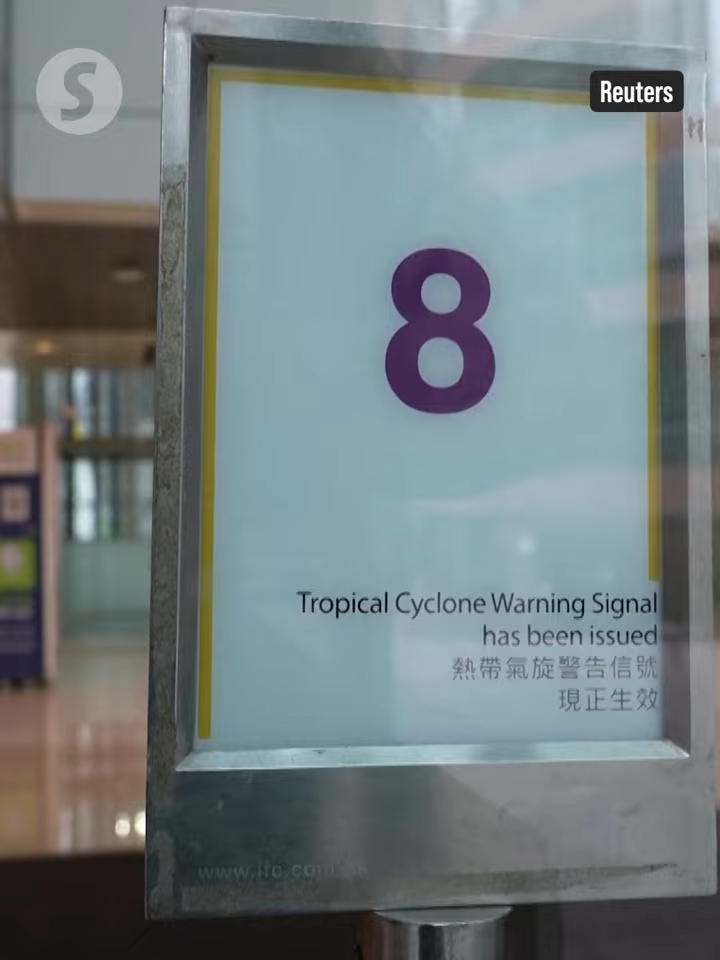 S
Reuters
8
Tropical Cyclone Warning Signal
has been issued
熱帶氣旋警告信號
現正生效